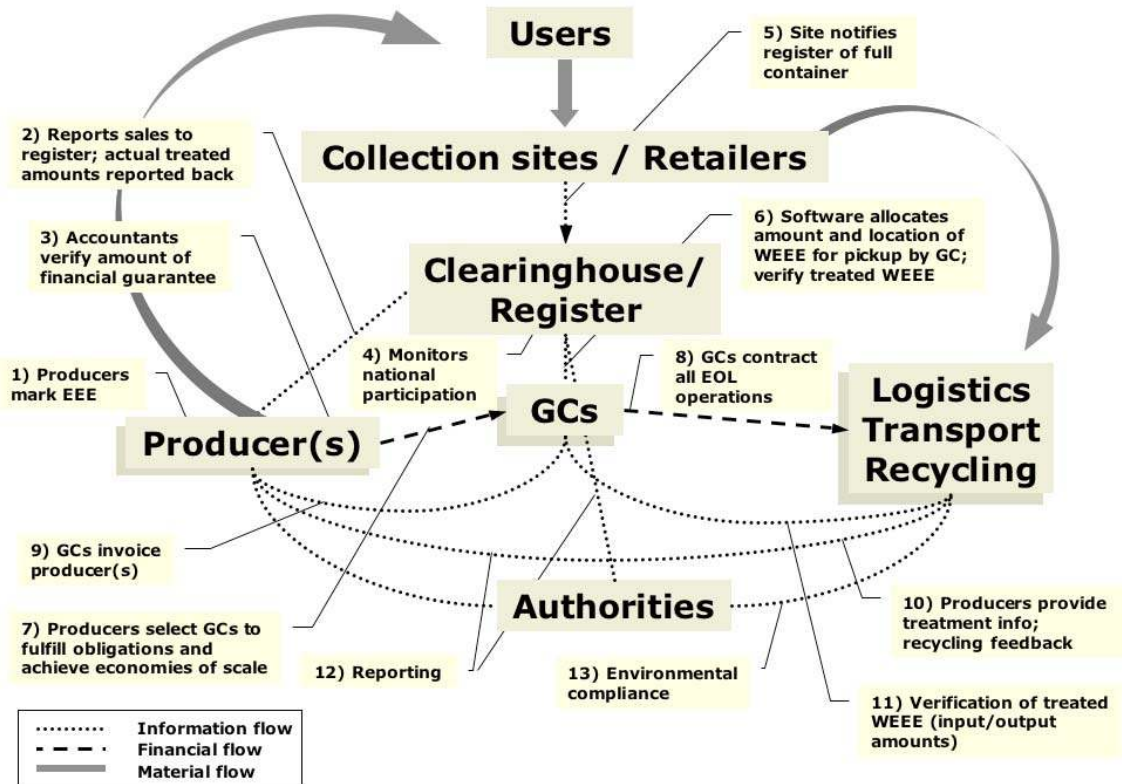 Users
5) Site notifies
register of full
container
2) Reports sales to
register; actual treated
amounts reported back
Collection sites / Retailers
3) Accountants
verify amount of
financial guarantee
6) Software allocates
amount and location of
WEEE for pickup by GC;
verify treated WEEE
Clearinghouse/
Register
1) Producers
mark EEE
4) Monitors
national
participation
8) GCs contract
all EOL
operations
GCs
Logistics
Transport
Recycling
Producer(s)
9) GCs invoice
producer(s)
Authorities
7) Producers select GCs to
fulfill obligations and
achieve economies of scale
12) Reporting
13) Environmental
compliance
10) Producers provide
treatment info;
recycling feedback
11) Verification of treated
WEEE (input/output
amounts)
Information flow
Financial flow
Material flow